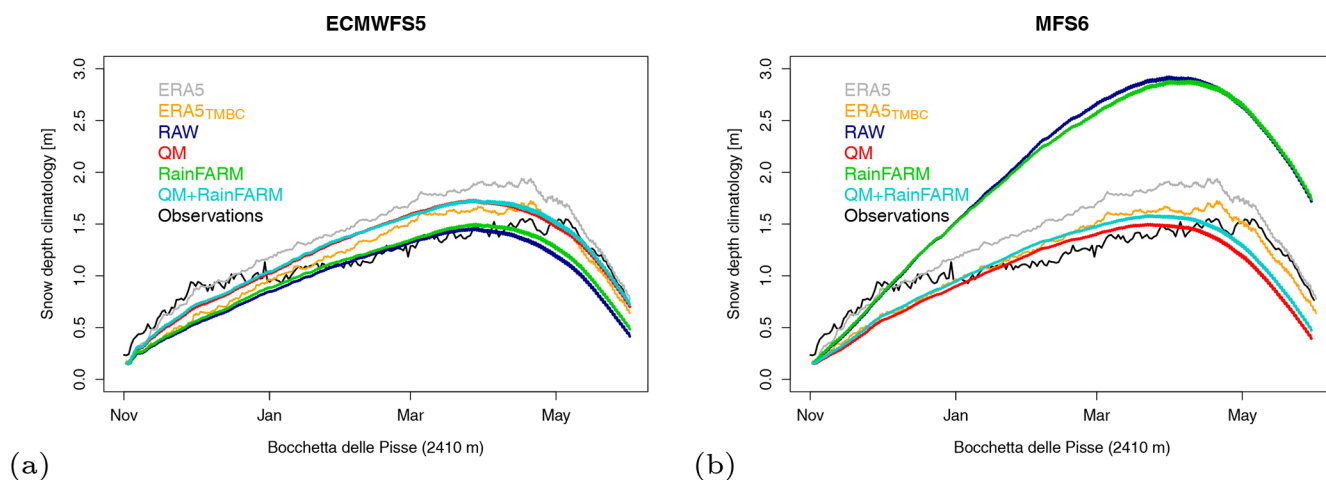 ECMWFS5
Snow depth climatology [m]
3.0
2.5
2.0
1.5
1.0
0.5
0.0
ERA5
ERA5TMBC
RAW
QM
RainFARM
QM+RainFARM
Observations
Nov
Jan
Mar
May
Bocchetta delle Pisse (2410 m)
(a)
MFS6
Snow depth climatology [m]
3.0
2.5
2.0
1.5
1.0
0.5
0.0
ERA5
ERA5TMBC
RAW
QM
RainFARM
QM+RainFARM
Observations
Nov
Jan
Mar
May
Bocchetta delle Pisse (2410 m)
(b)